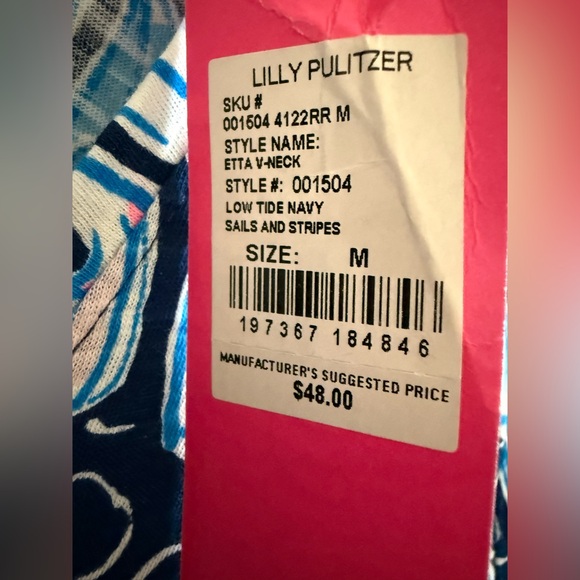 LILLY PULITZER
SKU #
001504 4122RR M
STYLE NAME:
ETTA V-NECK
STYLE #: 001504
LOW TIDE NAVY
SAILS AND STRIPES
SIZE: M
197367 184846
MANUFACTURER'S SUGGESTED PRICE
$48.00